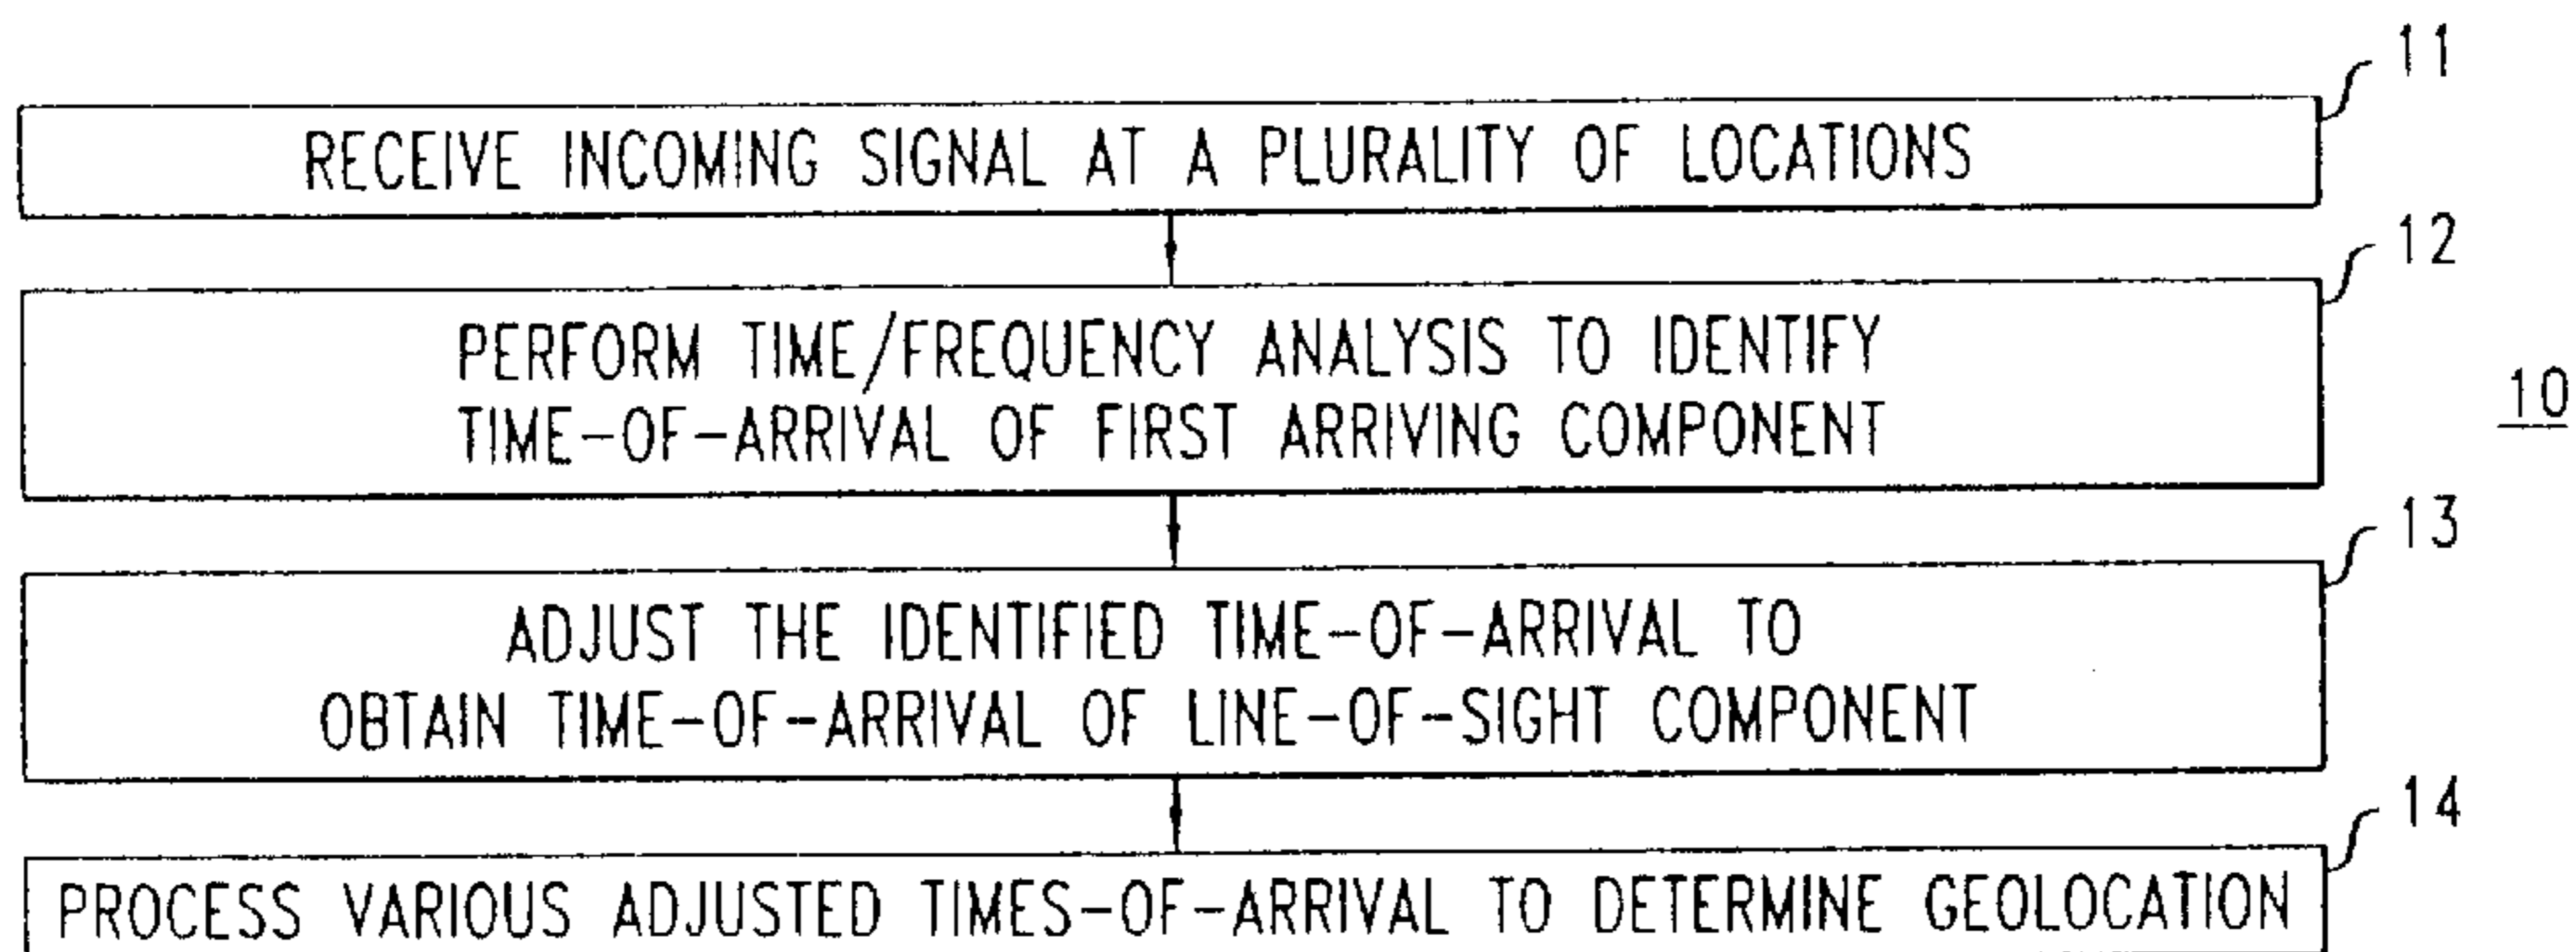 11
RECEIVE INCOMING SIGNAL AT A PLURALITY OF LOCATIONS
12
PERFORM TIME/FREQUENCY ANALYSIS TO IDENTIFY
TIME-OF-ARRIVAL OF FIRST ARRIVING COMPONENT
10
13
ADJUST THE IDENTIFIED TIME-OF-ARRIVAL TO
OBTAIN TIME-OF-ARRIVAL OF LINE-OF-SIGHT COMPONENT
14
PROCESS VARIOUS ADJUSTED TIMES-OF-ARRIVAL TO DETERMINE GEOLOCATION